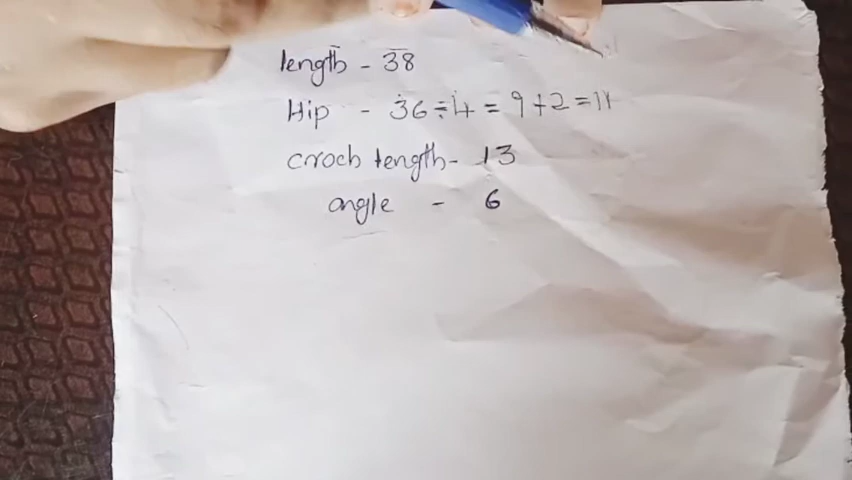 length - 38
Hip - 36 ÷ 4 = 9 + 2 = 11
croch length - 13
angle - 6